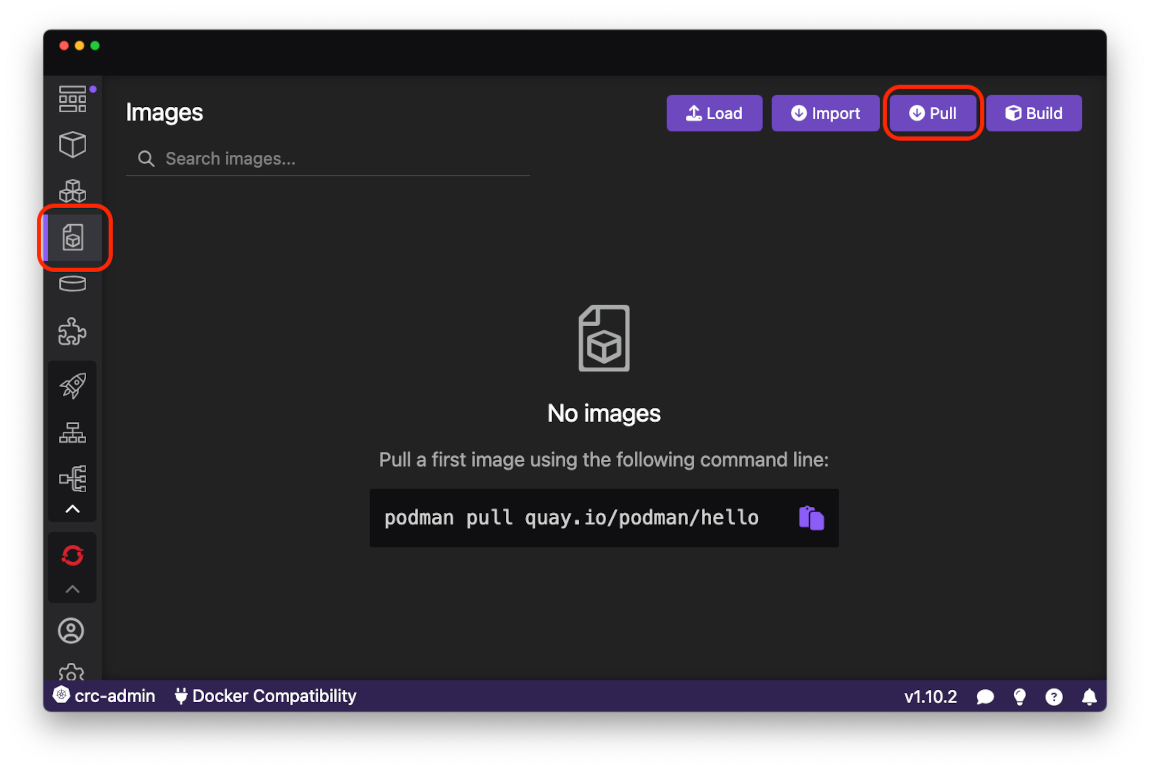 Images
Load
Import
Pull
Build
Search images...
No images
Pull a first image using the following command line:
podman pull quay.io/podman/hello
crc-admin
Docker Compatibility
v1.10.2